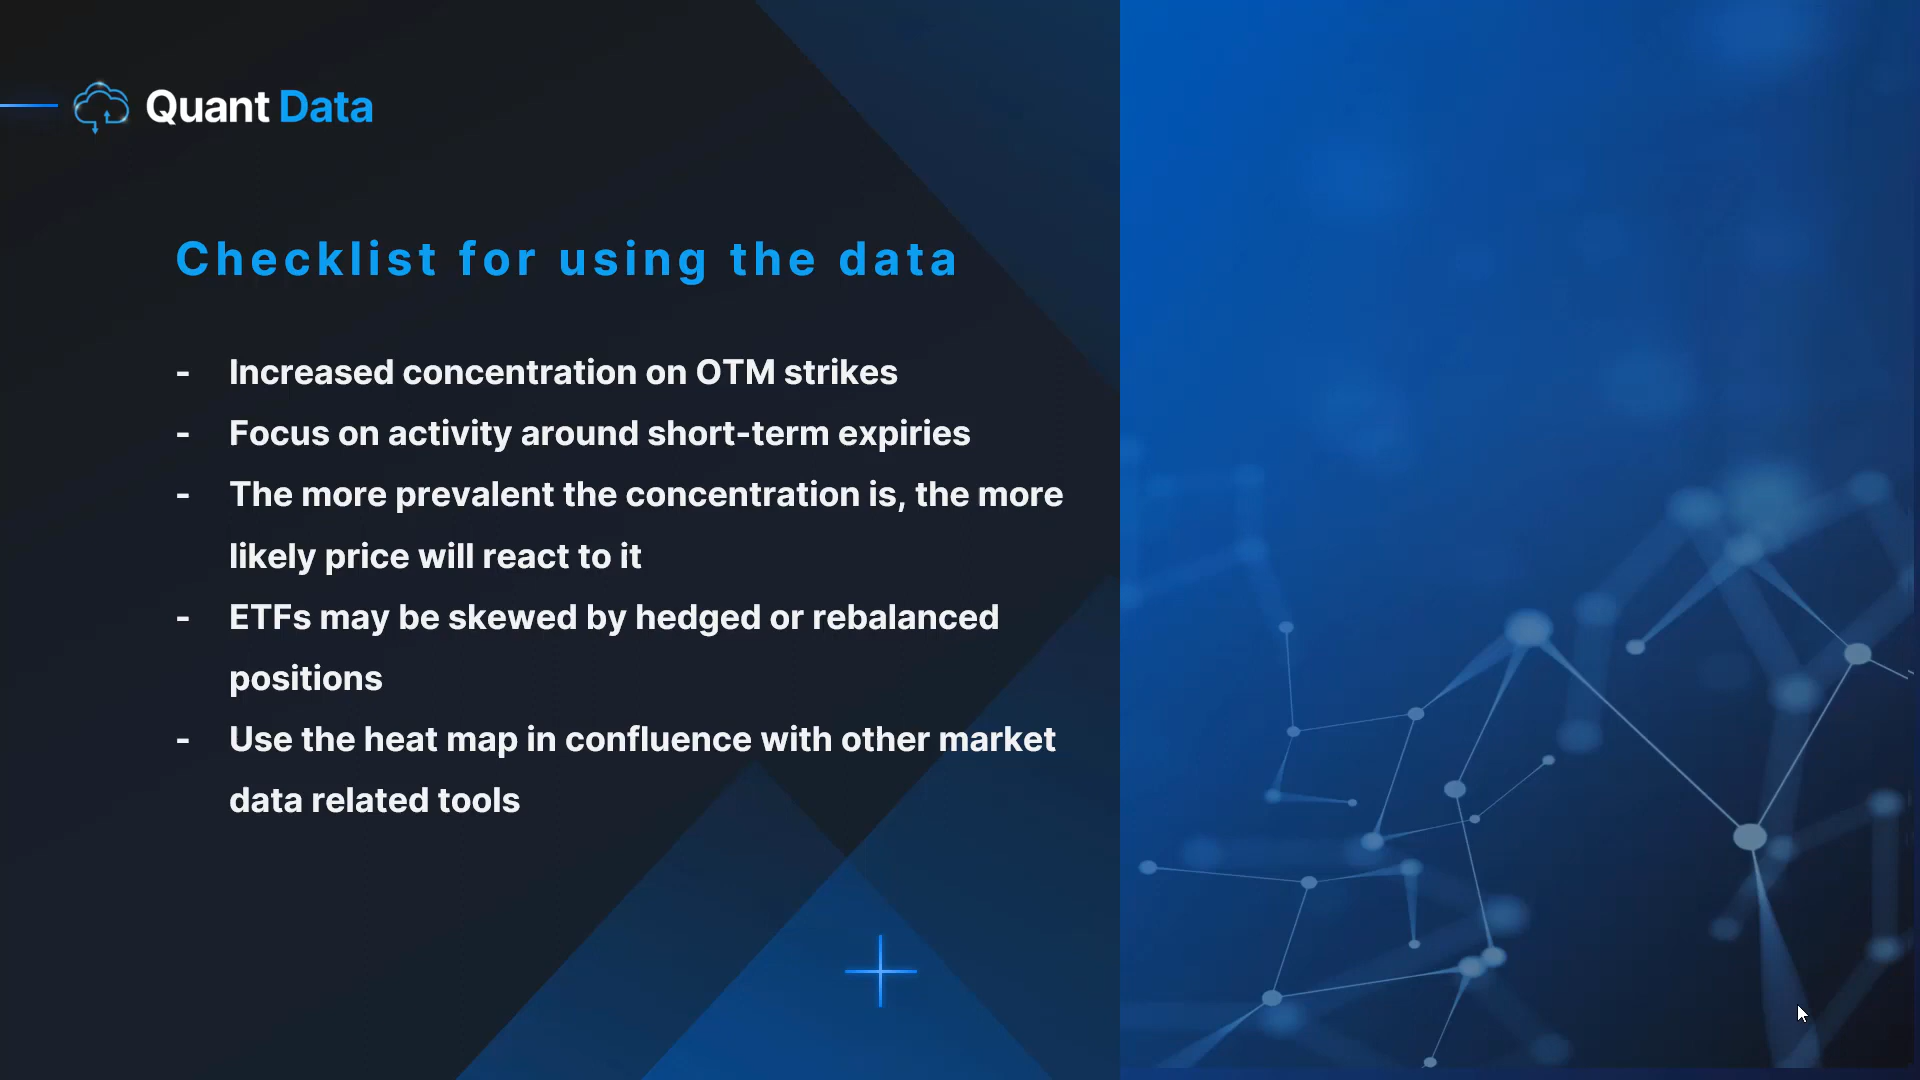 Quant Data
Checklist for using the data
- Increased concentration on OTM strikes
- Focus on activity around short-term expiries
- The more prevalent the concentration is, the more
likely price will react to it
- ETFs may be skewed by hedged or rebalanced
positions
- Use the heat map in confluence with other market
data related tools